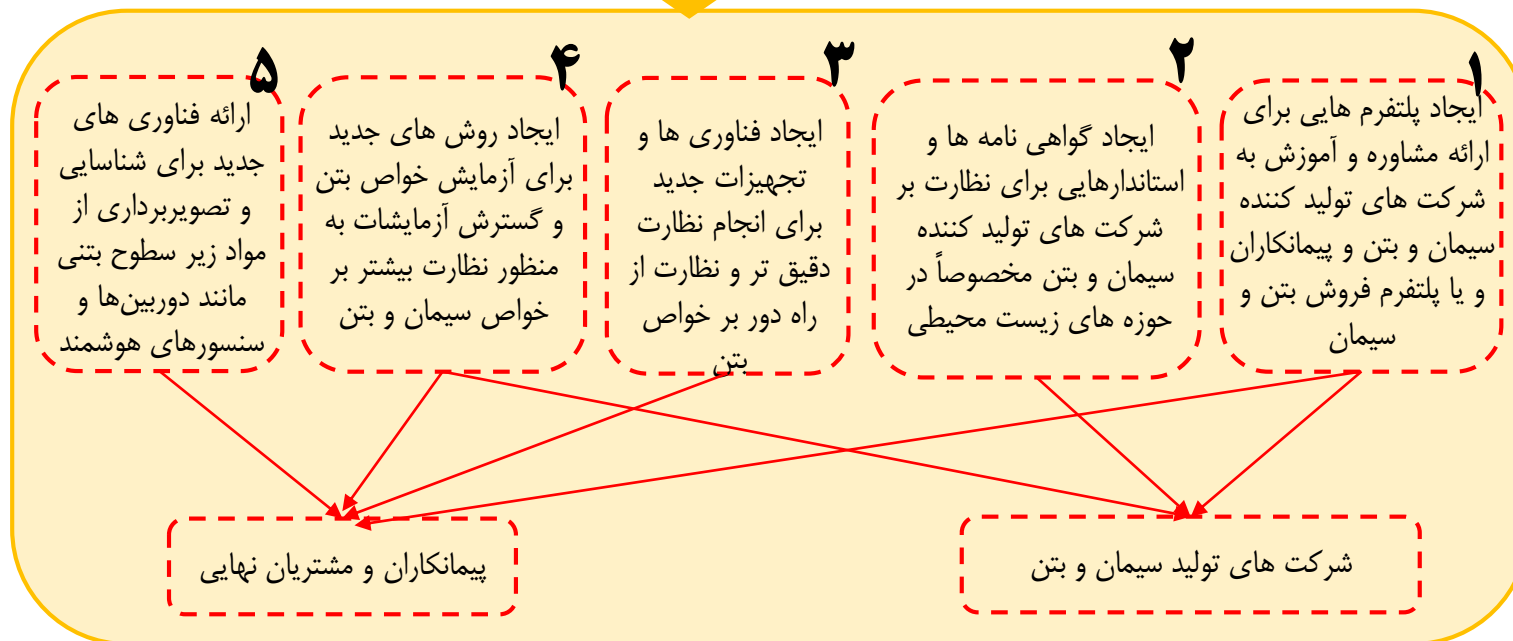 ۱
ایجاد پلتفرم هایی برای
ارائه مشاوره و آموزش به
شرکت های تولید کننده
سیمان و بتن و پیمانکاران
و یا پلتفرم فروش بتن و
سیمان
۲
ایجاد گواهی نامه ها و
استاندارهایی برای نظارت بر
شرکت های تولید کننده
سیمان و بتن مخصوصاً در
حوزه های زیست محیطی
۳
ایجاد فناوری ها و
تجهیزات جدید
برای انجام نظارت
دقیق تر و نظارت از
راه دور بر خواص
بتن
۴
ایجاد روش های جدید
برای آزمایش خواص بتن
و گسترش آزمایشات به
منظور نظارت بیشتر بر
خواص سیمان و بتن
۵
ارائه فناوری های
جدید برای شناسایی
و تصویربرداری از
مواد زیر سطوح بتنی
مانند دوربین‌ها و
سنسورهای هوشمند
شرکت های تولید سیمان و بتن
پیمانکاران و مشتریان نهایی